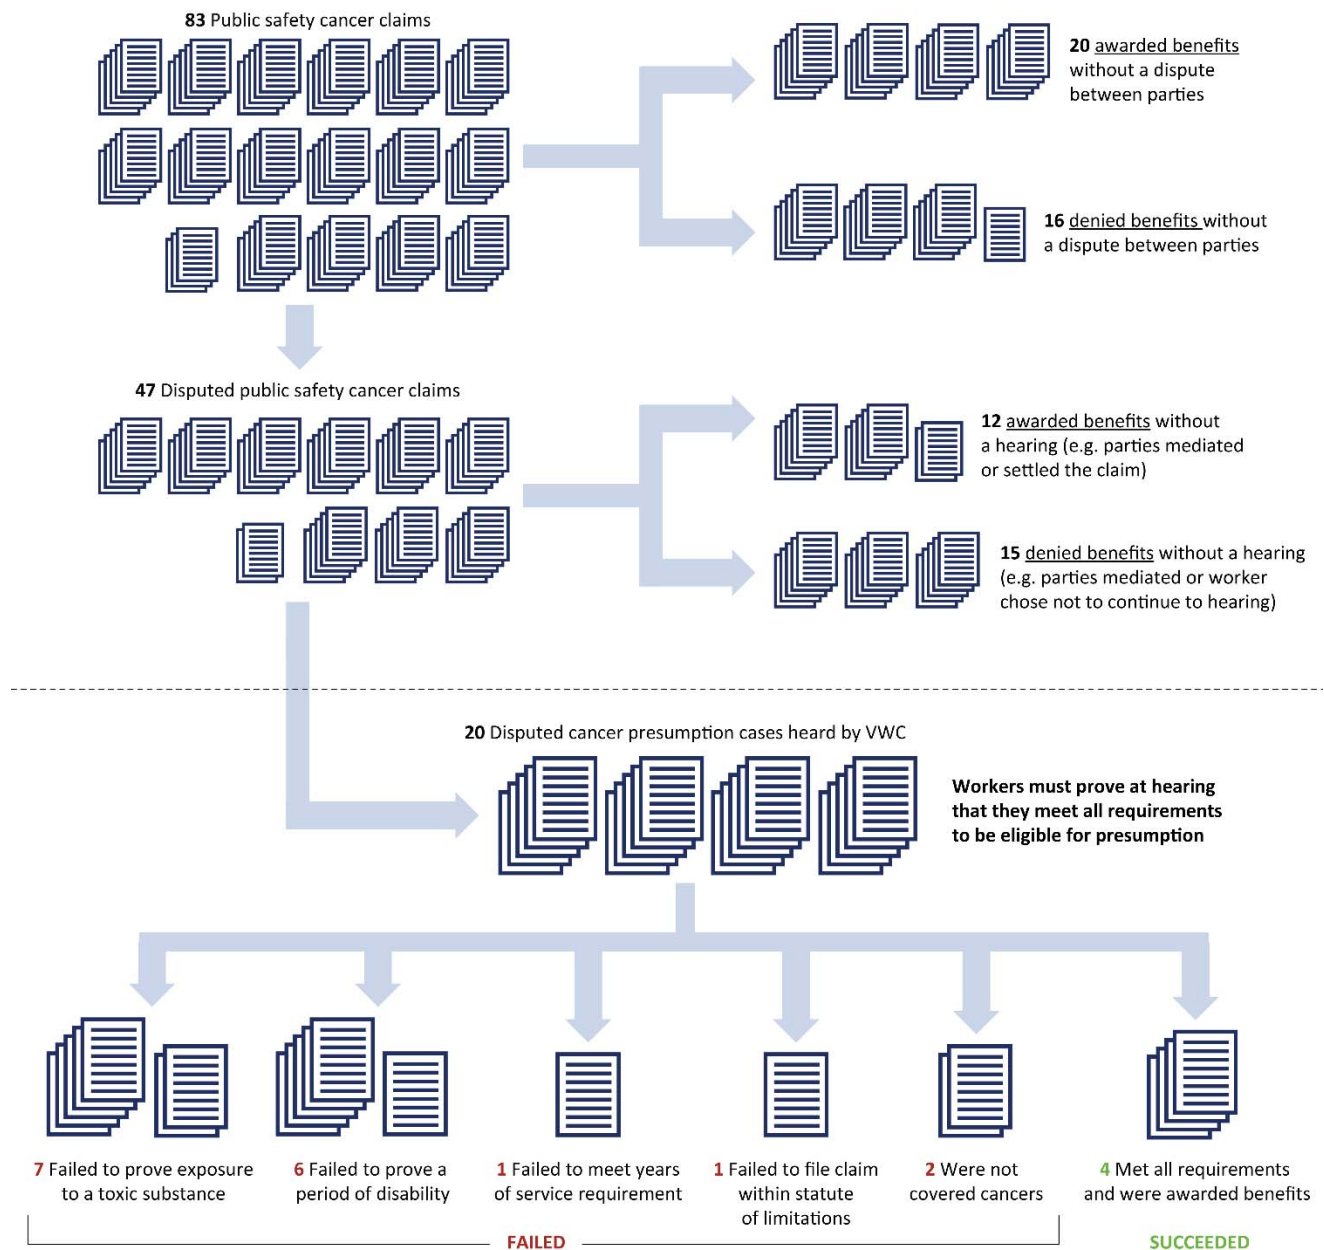 83 Public safety cancer claims
20 awarded benefits
without a dispute
between parties
16 denied benefits without
a dispute between parties
47 Disputed public safety cancer claims
12 awarded benefits without
a hearing (e.g. parties mediated
or settled the claim)
15 denied benefits without a hearing
(e.g. parties mediated or worker
chose not to continue to hearing)
20 Disputed cancer presumption cases heard by VWC
Workers must prove at hearing
that they meet all requirements
to be eligible for presumption
7 Failed to prove exposure
to a toxic substance
6 Failed to prove a
period of disability
1 Failed to meet years
of service requirement
1 Failed to file claim
within statute
of limitations
2 Were not
covered cancers
4 Met all requirements
and were awarded benefits
FAILED
SUCCEEDED